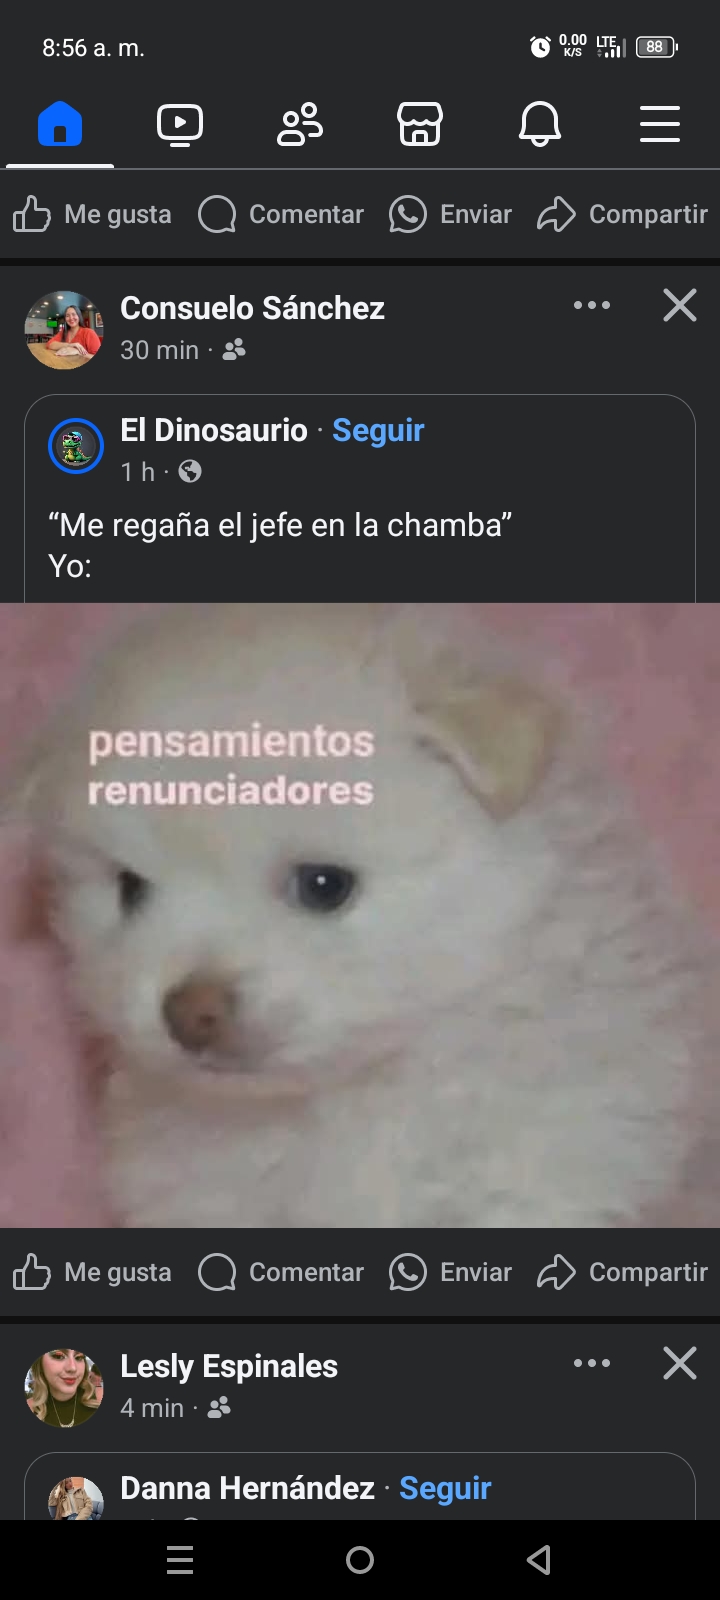 8:56 a. m.
0.00
K/S
LTE
88
Me gusta
Comentar
Enviar
Compartir
Consuelo Sánchez
30 min ·
El Dinosaurio · Seguir
1 h ·
“Me regaña el jefe en la chamba”
Yo:
pensamientos
renunciadores
Me gusta
Comentar
Enviar
Compartir
Lesly Espinales
4 min ·
Danna Hernández · Seguir